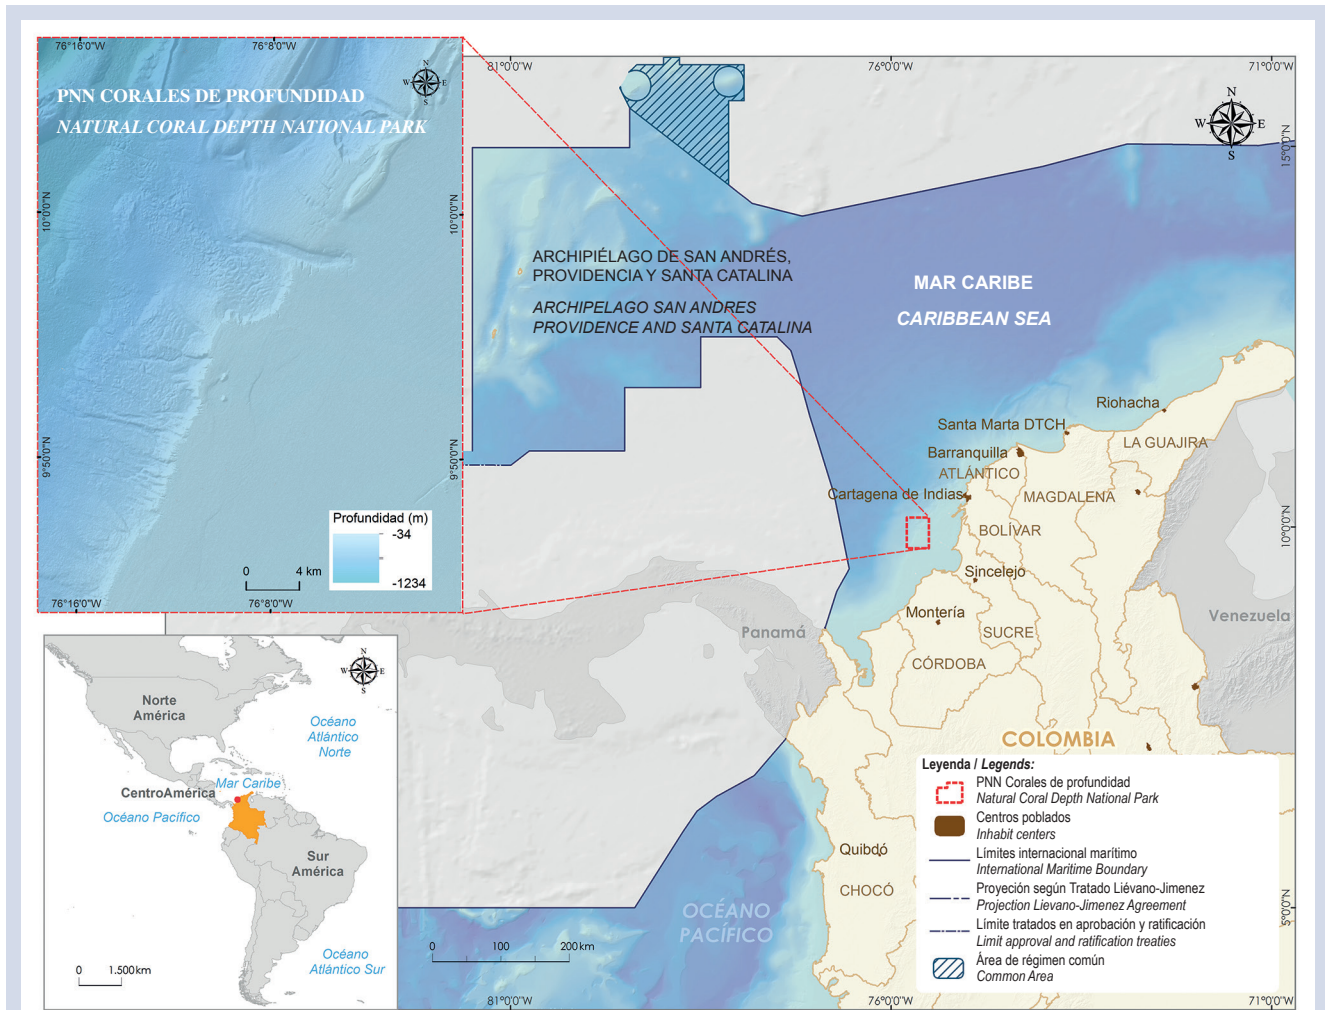 76°16'0"W
76°8'0"W
N
W
E
S
PNN CORALES DE PROFUNDIDAD
NATURAL CORAL DEPTH NATIONAL PARK
10°0'0"N
10°0'0"N
9°50'0"N
9°50'0"N
Profundidad (m)
-34
-1234
0
4 km
76°16'0"W
76°8'0"W
81°0'0"W
76°0'0"W
71°0'0"W
N
W
E
S
15°0'0"N
ARCHIPIÉLAGO DE SAN ANDRÉS,
PROVIDENCIA Y SANTA CATALINA
ARCHIPELAGO SAN ANDRES
PROVIDENCE AND SANTA CATALINA
MAR CARIBE
CARIBBEAN SEA
Riohacha
Santa Marta DTCH
LA GUAJIRA
Barranquilla
ATLÁNTICO
Cartagena de Indias
MAGDALENA
BOLÍVAR
10°0'0"N
Sincelejo
Montería
SUCRE
CÓRDOBA
Panamá
Venezuela
COLOMBIA
Quibdó
CHOCÓ
OCÉANO
PACÍFICO
0
100
200 km
5°0'0"N
81°0'0"W
76°0'0"W
71°0'0"W
Leyenda / Legends:
PNN Corales de profundidad
Natural Coral Depth National Park
Centros poblados
Inhabit centers
Límites internacional marítimo
International Maritime Boundary
Proyeción según Tratado Liévano-Jimenez
Projection Lievano-Jimenez Agreement
Límite tratados en aprobación y ratificación
Limit approval and ratification treaties
Área de régimen común
Common Area
N
W
E
S
Norte
América
Océano
Atlántico
Norte
Mar Caribe
CentroAmérica
Océano Pacífico
Sur
América
Océano
Atlántico Sur
0
1.500 km